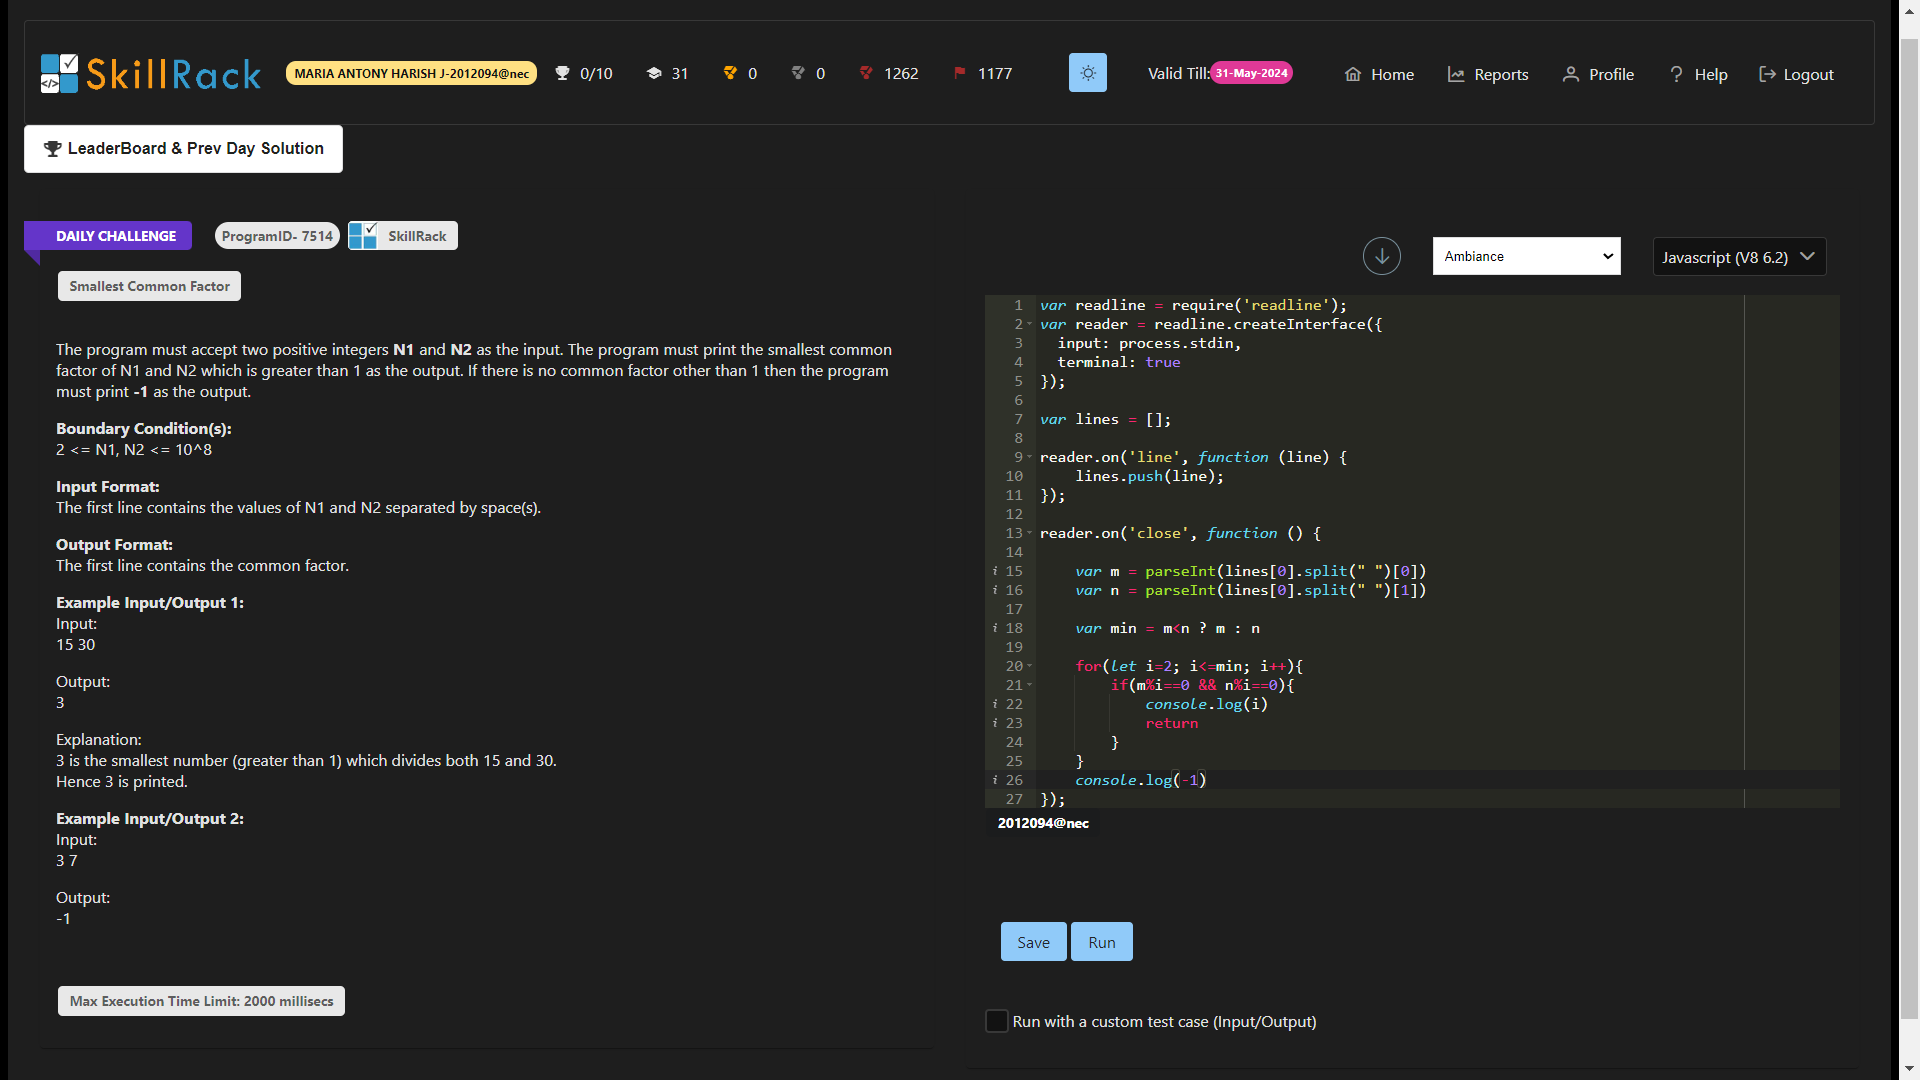 SkillRack MARIA ANTONY HARISH J-2012094@nec 0/10 31 0 0 1262 1177 Valid Till: 31-May-2024 Home Reports Profile Help Logout
LeaderBoard & Prev Day Solution
DAILY CHALLENGE ProgramID- 7514 SkillRack
Smallest Common Factor
The program must accept two positive integers N1 and N2 as the input. The program must print the smallest common
factor of N1 and N2 which is greater than 1 as the output. If there is no common factor other than 1 then the program
must print -1 as the output.
Boundary Condition(s):
2 <= N1, N2 <= 10^8
Input Format:
The first line contains the values of N1 and N2 separated by space(s).
Output Format:
The first line contains the common factor.
Example Input/Output 1:
Input:
15 30
Output:
3
Explanation:
3 is the smallest number (greater than 1) which divides both 15 and 30.
Hence 3 is printed.
Example Input/Output 2:
Input:
3 7
Output:
-1
Max Execution Time Limit: 2000 millisecs
Ambiance Javascript (V8 6.2)
1 var readline = require('readline');
2 var reader = readline.createInterface({
3   input: process.stdin,
4   terminal: true
5 });
6
7 var lines = [];
8
9 reader.on('line', function (line) {
10     lines.push(line);
11 });
12
13 reader.on('close', function () {
14
i 15     var m = parseInt(lines[0].split(" ")[0])
i 16     var n = parseInt(lines[0].split(" ")[1])
17
i 18     var min = m<n ? m : n
19
20     for(let i=2; i<=min; i++){
21         if(m%i==0 && n%i==0){
i 22             console.log(i)
i 23             return
24         }
25     }
i 26     console.log(-1)
27 });
2012094@nec
Save Run
Run with a custom test case (Input/Output)